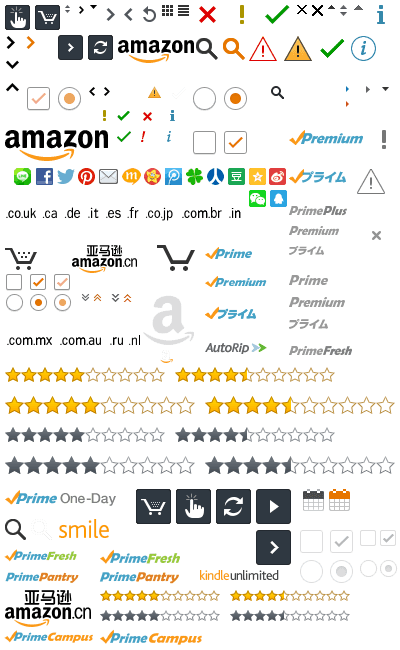 amazon
amazon
Premium
プライム
.co.uk .ca .de .it .es .fr .co.jp .com.br .in
PrimePlus
Premium
プライム
亚马逊
amazon.cn
Prime
Premium
プライム
Prime
Premium
プライム
a
.com.mx .com.au .ru .nl
AutoRip
PrimeFresh
Prime One-Day
smile
PrimeFresh
PrimeFresh
PrimePantry
PrimePantry
kindleunlimited
亚马逊
amazon.cn
PrimeCampus
PrimeCampus